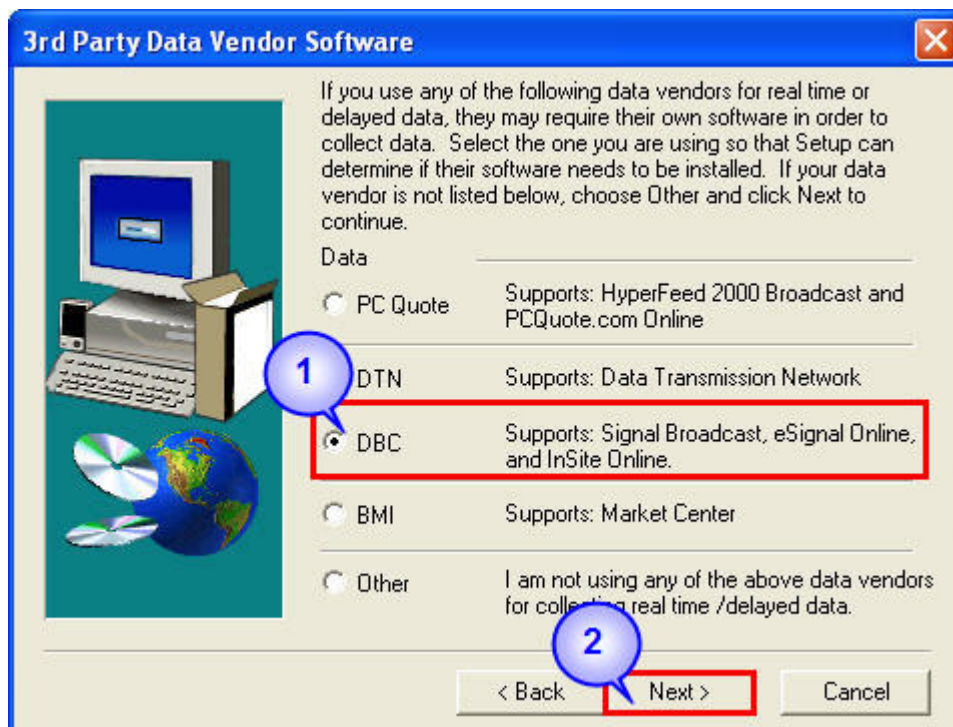 3rd Party Data Vendor Software
If you use any of the following data vendors for real time or
delayed data, they may require their own software in order to
collect data. Select the one you are using so that Setup can
determine if their software needs to be installed. If your data
vendor is not listed below, choose Other and click Next to
continue.
Data
PC Quote
Supports: HyperFeed 2000 Broadcast and
PCQuote.com Online
1
DTN
Supports: Data Transmission Network
DBC
Supports: Signal Broadcast, eSignal Online,
and InSite Online.
BMI
Supports: Market Center
Other
I am not using any of the above data vendors
for collecting real time /delayed data.
2
< Back
Next >
Cancel